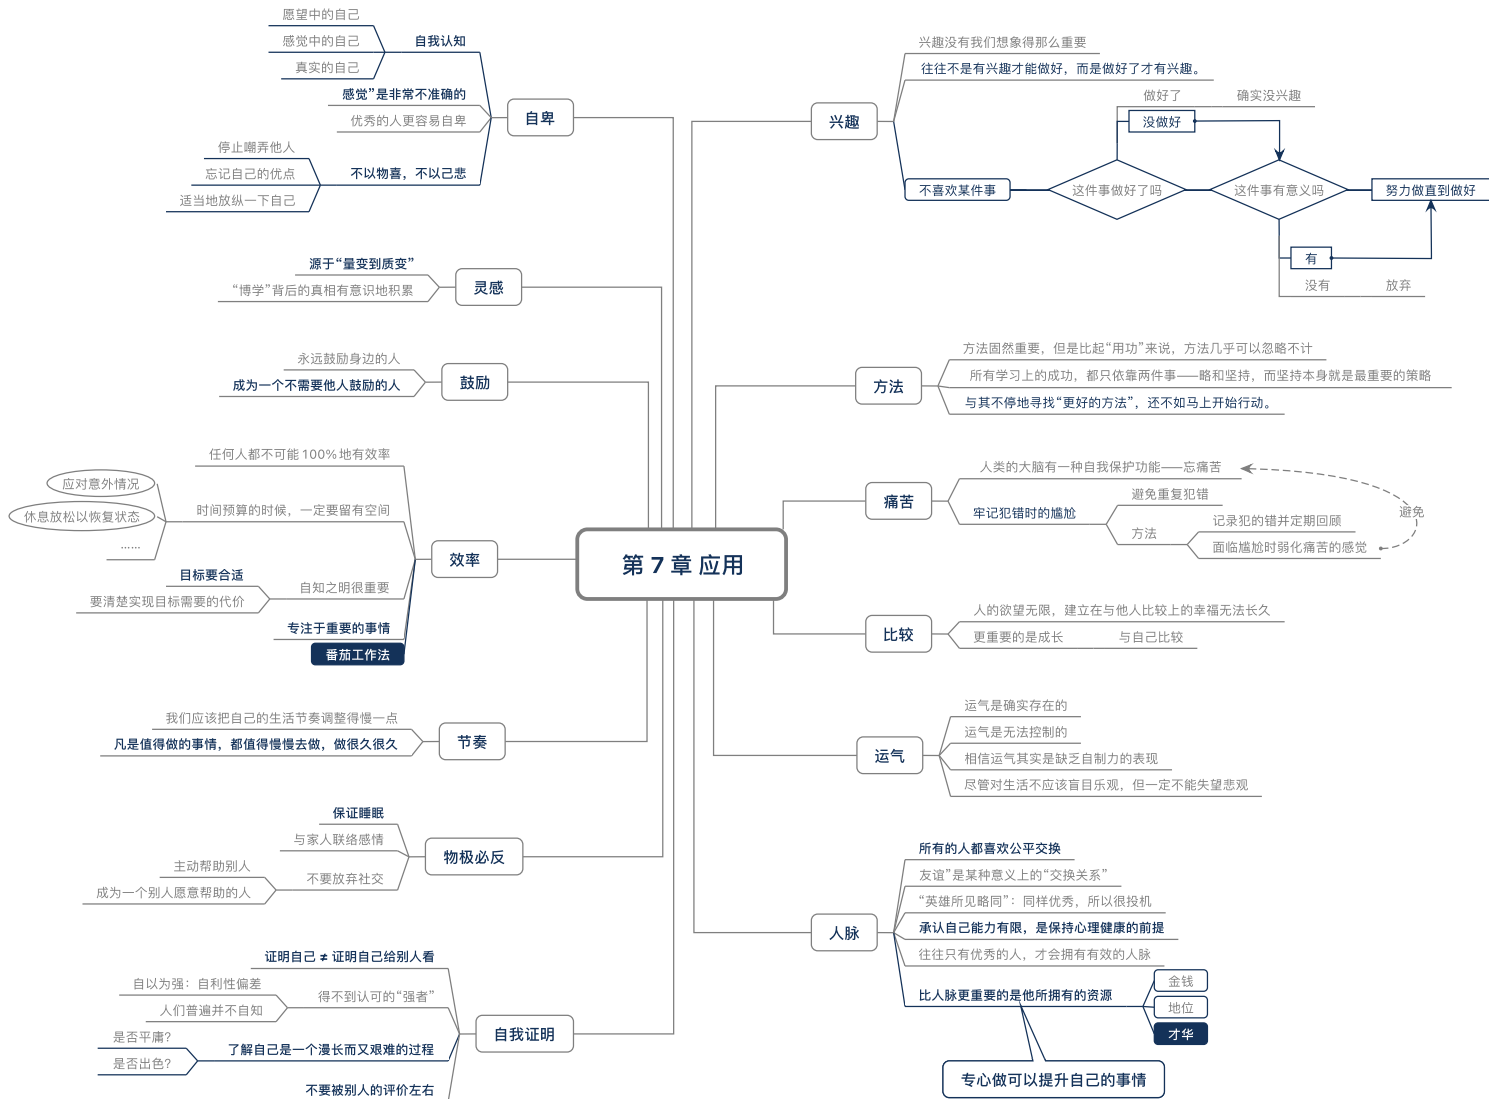 第 7 章 应用
兴趣
兴趣没有我们想象得那么重要
往往不是有兴趣才能做好，而是做好了才有兴趣。
不喜欢某件事
这件事做好了吗
做好了
确实没兴趣
没做好
这件事有意义吗
努力做直到做好
有
没有
放弃
方法
方法固然重要，但是比起“用功”来说，方法几乎可以忽略不计
所有学习上的成功，都只依靠两件事——略和坚持，而坚持本身就是最重要的策略
与其不停地寻找“更好的方法”，还不如马上开始行动。
痛苦
人类的大脑有一种自我保护功能——忘痛苦
牢记犯错时的尴尬
避免重复犯错
方法
记录犯的错并定期回顾
面临尴尬时弱化痛苦的感觉
避免
比较
人的欲望无限，建立在与他人比较上的幸福无法长久
更重要的是成长
与自己比较
运气
运气是确实存在的
运气是无法控制的
相信运气其实是缺乏自制力的表现
尽管对生活不应该盲目乐观，但一定不能失望悲观
人脉
所有的人都喜欢公平交换
友谊”是某种意义上的“交换关系”
“英雄所见略同”：同样优秀，所以很投机
承认自己能力有限，是保持心理健康的前提
往往只有优秀的人，才会拥有有效的人脉
比人脉更重要的是他所拥有的资源
金钱
地位
才华
专心做可以提升自己的事情
自卑
自我认知
愿望中的自己
感觉中的自己
真实的自己
感觉”是非常不准确的
优秀的人更容易自卑
不以物喜，不以己悲
停止嘲弄他人
忘记自己的优点
适当地放纵一下自己
灵感
源于“量变到质变”
“博学”背后的真相有意识地积累
鼓励
永远鼓励身边的人
成为一个不需要他人鼓励的人
效率
任何人都不可能 100% 地有效率
时间预算的时候，一定要留有空间
应对意外情况
休息放松以恢复状态
……
自知之明很重要
目标要合适
要清楚实现目标需要的代价
专注于重要的事情
番茄工作法
节奏
我们应该把自己的生活节奏调整得慢一点
凡是值得做的事情，都值得慢慢去做，做很久很久
物极必反
保证睡眠
与家人联络感情
不要放弃社交
主动帮助别人
成为一个别人愿意帮助的人
自我证明
证明自己 ≠ 证明自己给别人看
得不到认可的“强者”
自以为强：自利性偏差
人们普遍并不自知
了解自己是一个漫长而又艰难的过程
是否平庸？
是否出色？
不要被别人的评价左右